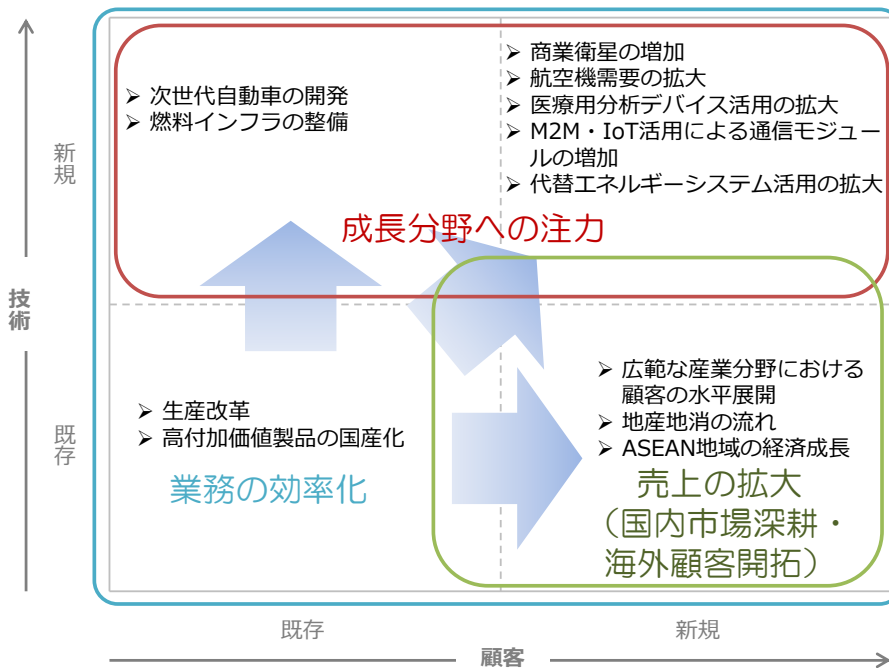 ➢ 次世代自動車の開発
➢ 燃料インフラの整備
➢ 商業衛星の増加
➢ 航空機需要の拡大
➢ 医療用分析デバイス活用の拡大
➢ M2M・IoT活用による通信モジュー
ルの増加
➢ 代替エネルギーシステム活用の拡大
新規
成長分野への注力
技術
既存
➢ 生産改革
➢ 高付加価値製品の国産化
業務の効率化
➢ 広範な産業分野における
顧客の水平展開
➢ 地産地消の流れ
➢ ASEAN地域の経済成長
売上の拡大
（国内市場深耕・
海外顧客開拓）
既存
新規
顧客